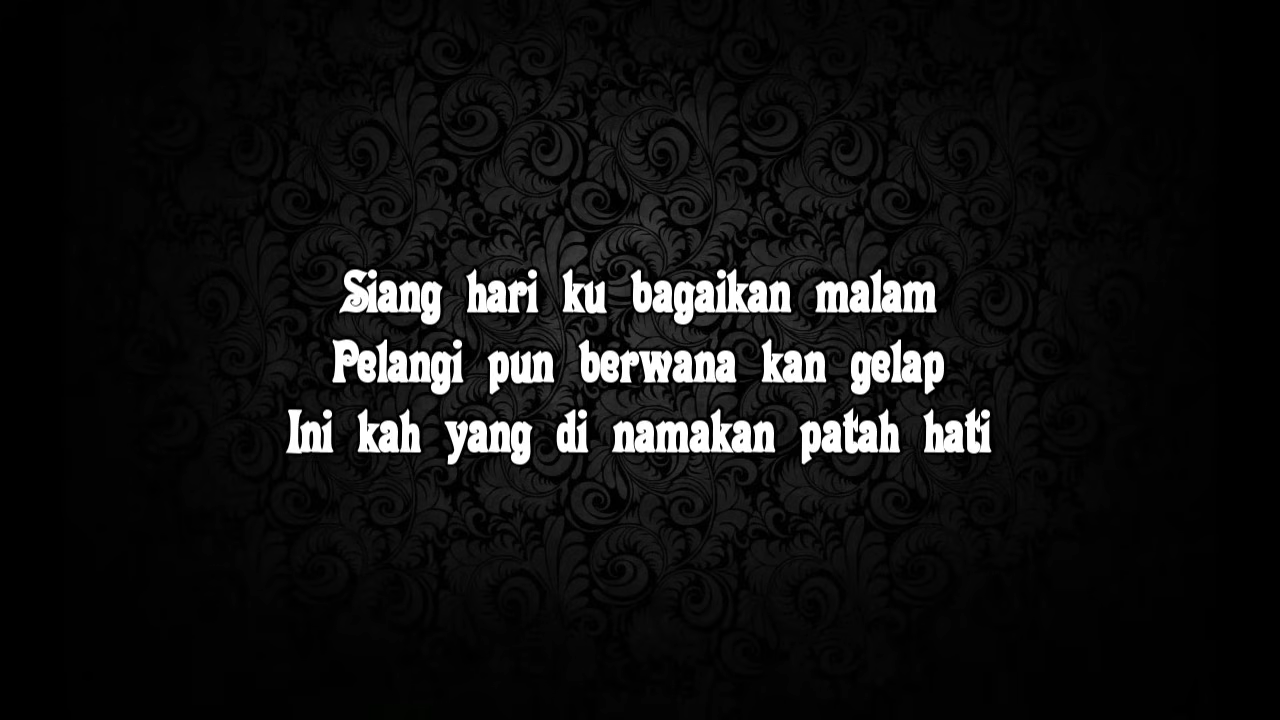 Siang hari ku bagaikan malam
Pelangi pun berwana kan gelap
Ini kah yang di namakan patah hati